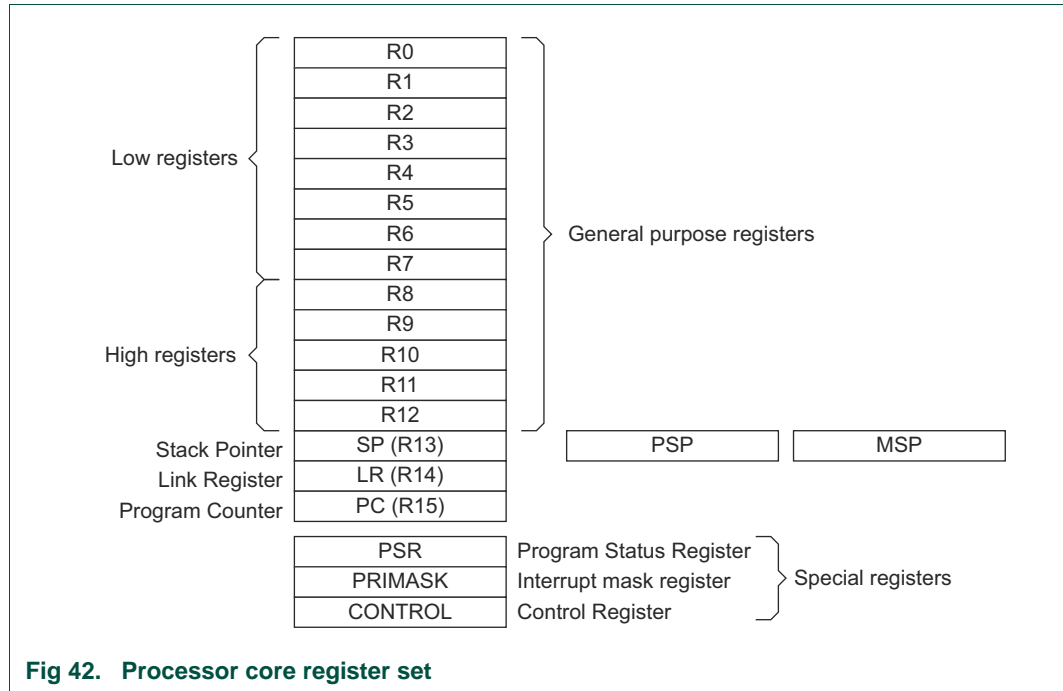 R0
R1
R2
R3
Low registers
R4
R5
R6
General purpose registers
R7
R8
R9
High registers
R10
R11
R12
Stack Pointer SP (R13) PSP MSP
Link Register LR (R14)
Program Counter PC (R15)
PSR Program Status Register
PRIMASK Interrupt mask register Special registers
CONTROL Control Register
Fig 42. Processor core register set